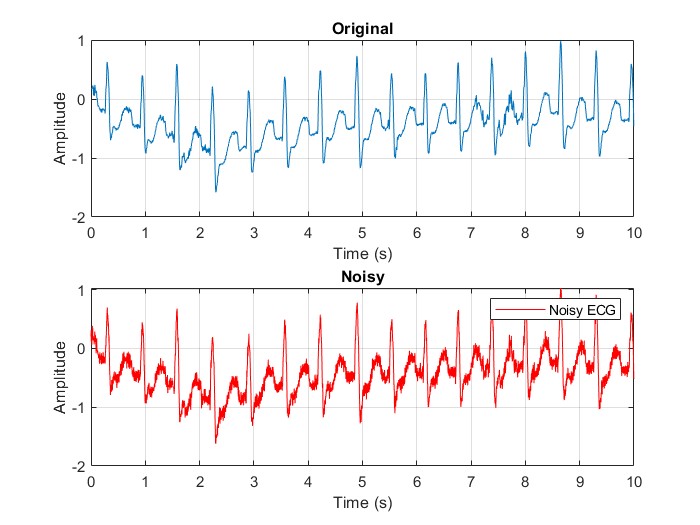 Original
1
0
-1
-2
Amplitude
0 1 2 3 4 5 6 7 8 9 10
Time (s)
Noisy
1
0
-1
-2
Amplitude
Noisy ECG
0 1 2 3 4 5 6 7 8 9 10
Time (s)